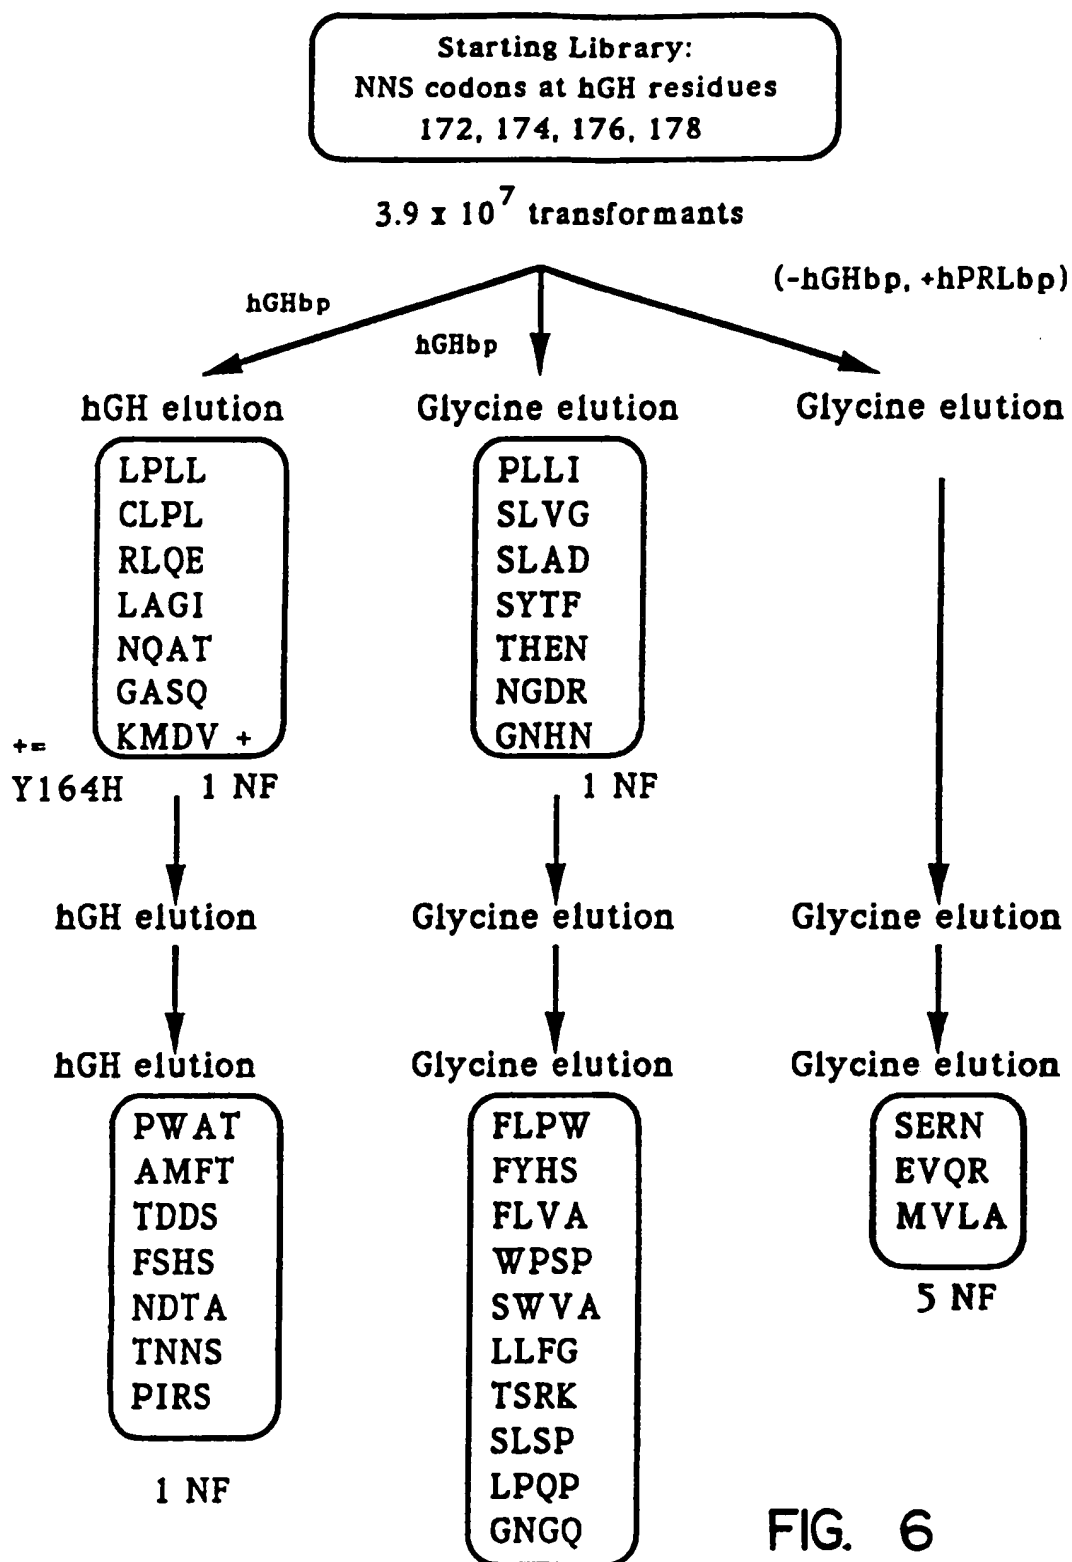 Starting Library:
NNS codons at hGH residues
172, 174, 176, 178
3.9 x 10^7 transformants
(-hGHbp, +hPRLbp)
hGHbp
hGHbp
hGH elution
LPLL
CLPL
RLQE
LAGI
NQAT
GASQ
KMDV +
+=
Y164H
1 NF
Glycine elution
PLLI
SLVG
SLAD
SYTF
THEN
NGDR
GNHN
1 NF
Glycine elution
hGH elution
Glycine elution
Glycine elution
hGH elution
PWAT
AMFT
TDDS
FSHS
NDTA
TNNS
PIRS
1 NF
Glycine elution
FLPW
FYHS
FLVA
WPSP
SWVA
LLFG
TSRK
SLSP
LPQP
GNGQ
Glycine elution
SERN
EVQR
MVLA
5 NF
FIG. 6